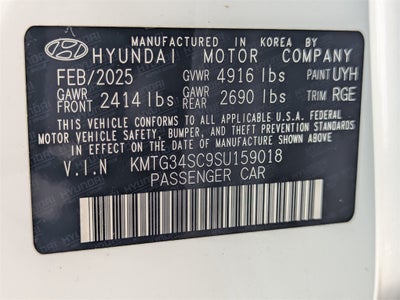 MANUFACTURED IN KOREA BY
HYUNDAI MOTOR COMPANY
FEB/2025 GVWR 4916 lbs PAINT UYH
GAWR FRONT 2414 lbs GAWR REAR 2690 lbs TRIM RGE
THIS VEHICLE CONFORMS TO ALL APPLICABLE U.S.A. FEDERAL
MOTOR VEHICLE SAFETY, BUMPER, AND THEFT PREVENTION
STANDARDS IN EFFECT ON THE DATE OF MANUFACTURE SHOWN ABOVE.
V.I.N KMTG34SC9SU159018
PASSENGER CAR